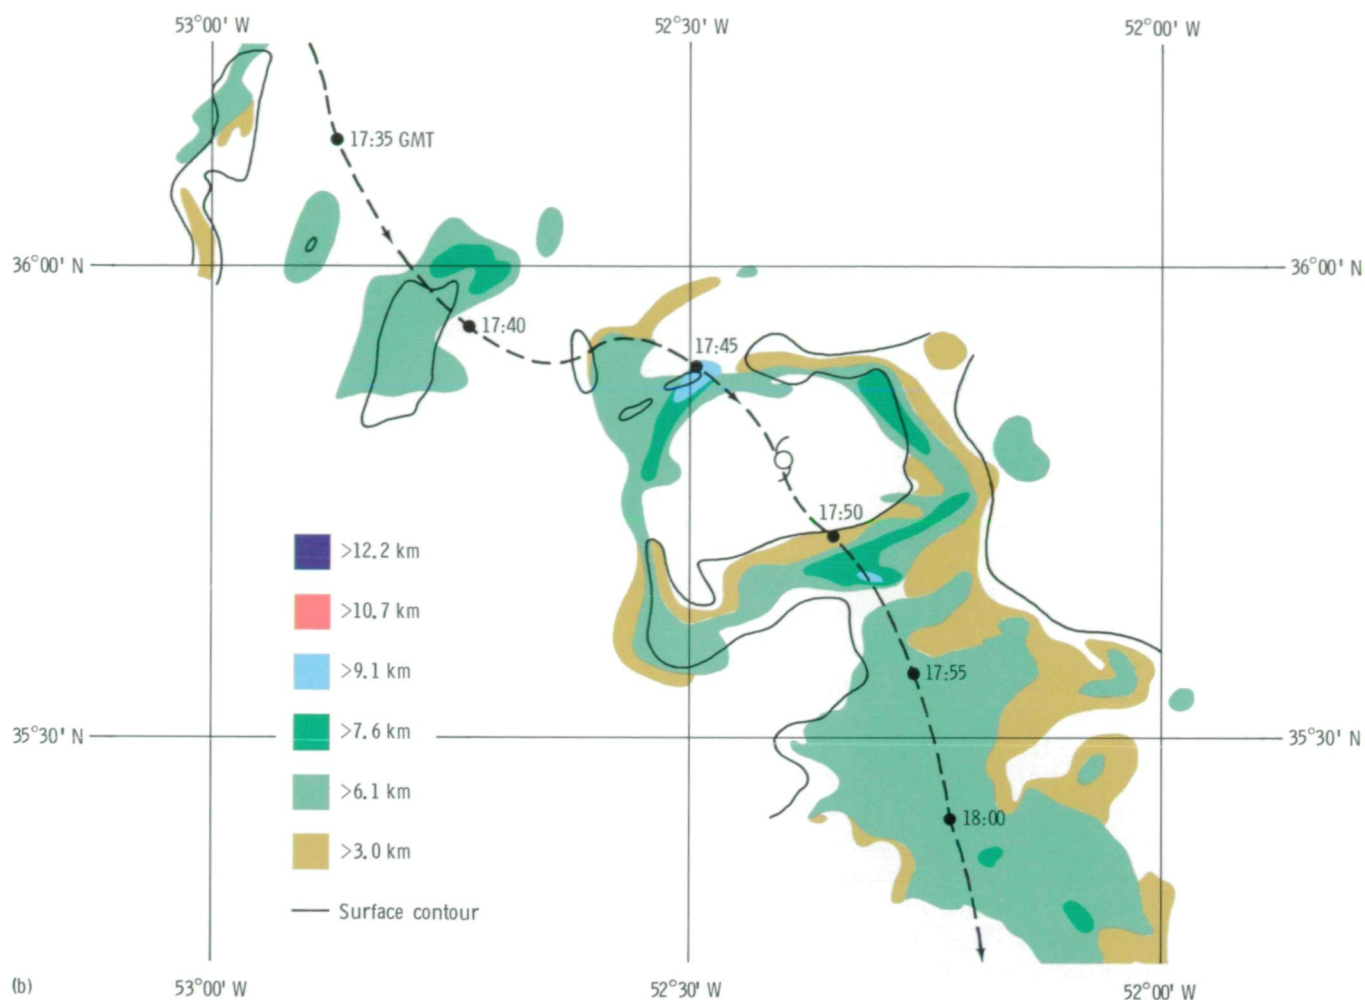 53°00' W
52°30' W
52°00' W
17:35 GMT
36°00' N
36°00' N
17:40
17:45
17:50
>12.2 km
>10.7 km
>9.1 km
17:55
>7.6 km
35°30' N
35°30' N
>6.1 km
18:00
>3.0 km
Surface contour
(b)
53°00' W
52°30' W
52°00' W